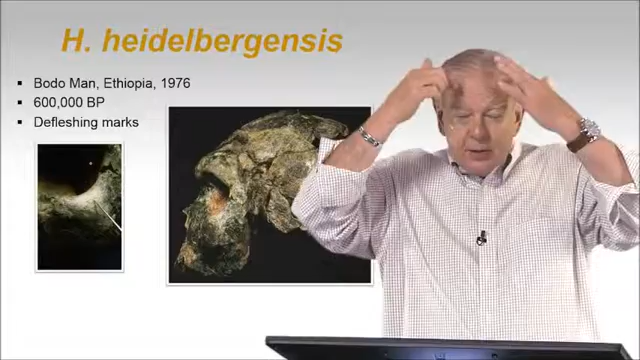 H. heidelbergensis
▪ Bodo Man, Ethiopia, 1976
▪ 600,000 BP
▪ Defleshing marks